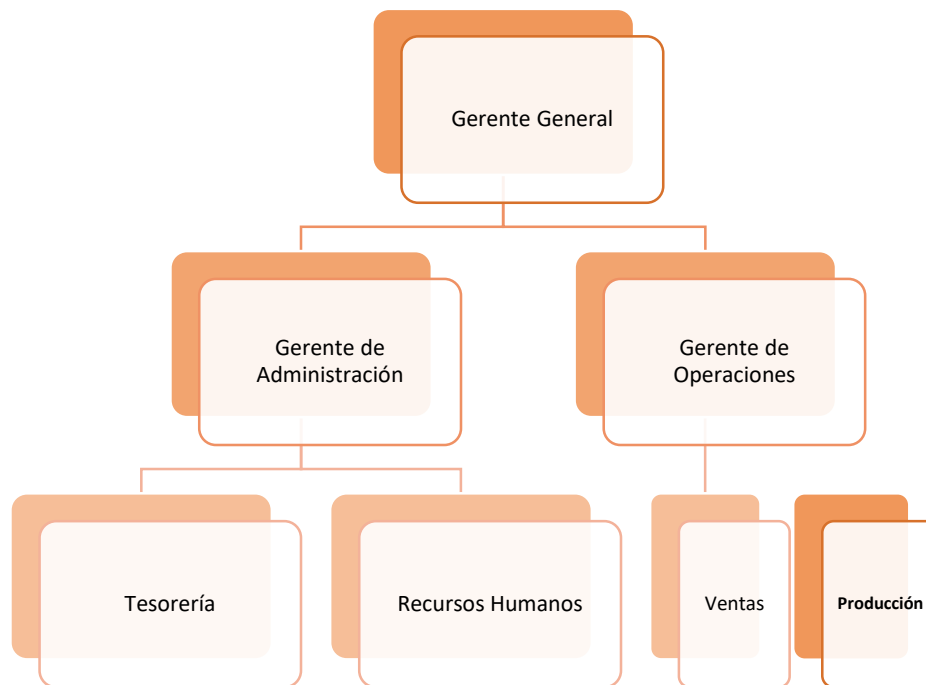 Gerente General
Gerente de
Administración
Gerente de
Operaciones
Tesorería
Recursos Humanos
Ventas
Producción